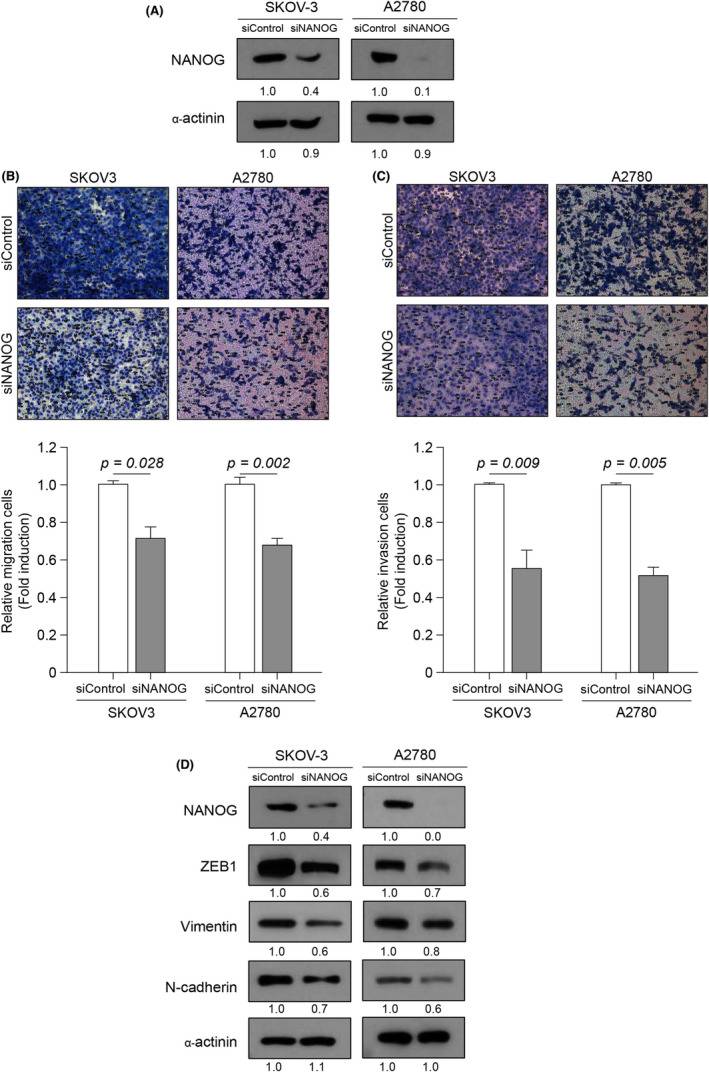 (A)
SKOV-3 A2780
siControl siNANOG siControl siNANOG
NANOG
1.0 0.4 1.0 0.1
α-actinin
1.0 0.9 1.0 0.9
(B)
SKOV3 A2780
siControl
siNANOG
Relative migration cells
(Fold induction)
1.2
1.0
0.8
0.6
0.4
0.2
0
p = 0.028 p = 0.002
siControl siNANOG siControl siNANOG
SKOV3 A2780
(C)
SKOV3 A2780
siControl
siNANOG
Relative invasion cells
(Fold induction)
1.2
1.0
0.8
0.6
0.4
0.2
0
p = 0.009 p = 0.005
siControl siNANOG siControl siNANOG
SKOV3 A2780
(D)
SKOV-3 A2780
siControl siNANOG siControl siNANOG
NANOG
1.0 0.4 1.0 0.0
ZEB1
1.0 0.6 1.0 0.7
Vimentin
1.0 0.6 1.0 0.8
N-cadherin
1.0 0.7 1.0 0.6
α-actinin
1.0 1.1 1.0 1.0